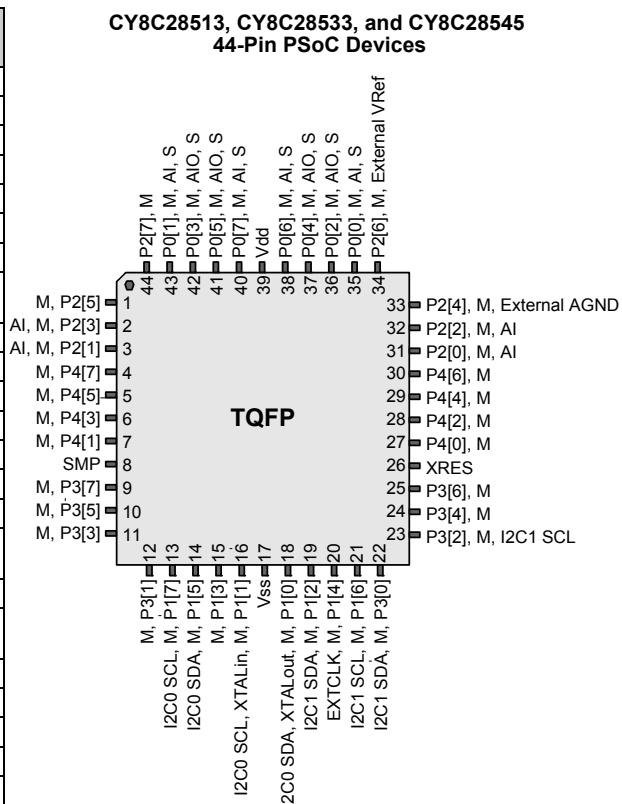 CY8C28513, CY8C28533, and CY8C28545
44-Pin PSoC Devices
P2[7], M
P0[1], M, AI, S
P0[3], M, AIO, S
P0[5], M, AIO, S
P0[7], M, AI, S
Vdd
P0[6], M, AI, S
P0[4], M, AIO, S
P0[2], M, AIO, S
P0[0], M, AI, S
P2[6], M, External VRef
44
43
42
41
40
39
38
37
36
35
34
M, P2[5] 1
AI, M, P2[3] 2
AI, M, P2[1] 3
M, P4[7] 4
M, P4[5] 5
M, P4[3] 6
M, P4[1] 7
SMP 8
M, P3[7] 9
M, P3[5] 10
M, P3[3] 11
TQFP
33 P2[4], M, External AGND
32 P2[2], M, AI
31 P2[0], M, AI
30 P4[6], M
29 P4[4], M
28 P4[2], M
27 P4[0], M
26 XRES
25 P3[6], M
24 P3[4], M
23 P3[2], M, I2C1 SCL
12
13
14
15
16
17
18
19
20
21
22
M, P3[1]
I2C0 SCL, M, P1[7]
I2C0 SDA, M, P1[5]
M, P1[3]
I2C0 SCL, XTALin, M, P1[1]
Vss
2C0 SDA, XTALout, M, P1[0]
I2C1 SDA, M, P1[2]
EXTCLK, M, P1[4]
I2C1 SCL, M, P1[6]
I2C1 SDA, M, P3[0]